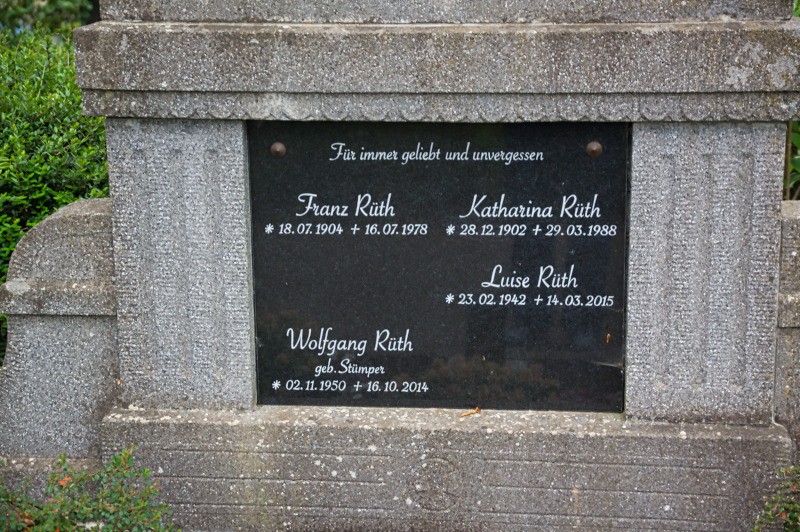 Für immer geliebt und unvergessen
Franz Rüth
* 18.07.1904 + 16.07.1978
Katharina Rüth
* 28.12.1902 + 29.03.1988
Luise Rüth
* 23.02.1942 + 14.03.2015
Wolfgang Rüth
geb. Stümper
* 02.11.1950 + 16.10.2014